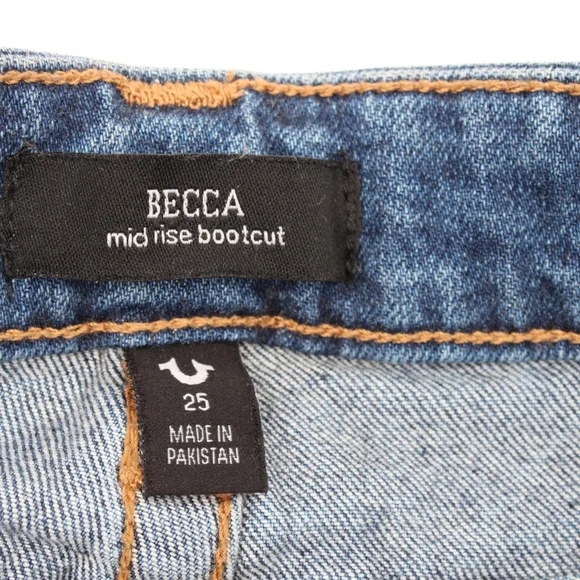 BECCA
mid rise bootcut
25
MADE IN
PAKISTAN